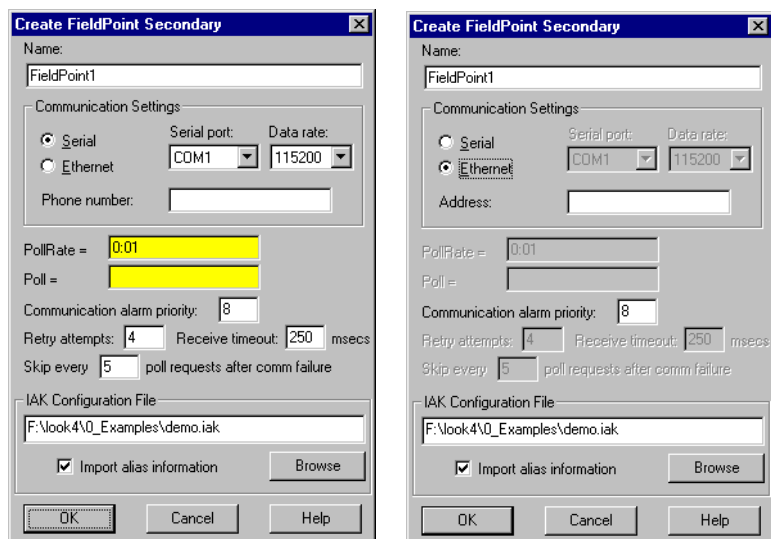 Create FieldPoint Secondary
Name:
FieldPoint1
Communication Settings
Serial
Ethernet
Serial port:
COM1
Data rate:
115200
Phone number:
PollRate =
0:01
Poll =
Communication alarm priority: 8
Retry attempts: 4 Receive timeout: 250 msecs
Skip every 5 poll requests after comm failure
IAK Configuration File
F:\look4\0_Examples\demo.iak
Import alias information
Browse
OK
Cancel
Help
Create FieldPoint Secondary
Name:
FieldPoint1
Communication Settings
Serial
Ethernet
Serial port:
COM1
Data rate:
115200
Address:
PollRate =
0:01
Poll =
Communication alarm priority: 8
Retry attempts: 4 Receive timeout: 250 msecs
Skip every 5 poll requests after comm failure
IAK Configuration File
F:\look4\0_Examples\demo.iak
Import alias information
Browse
OK
Cancel
Help